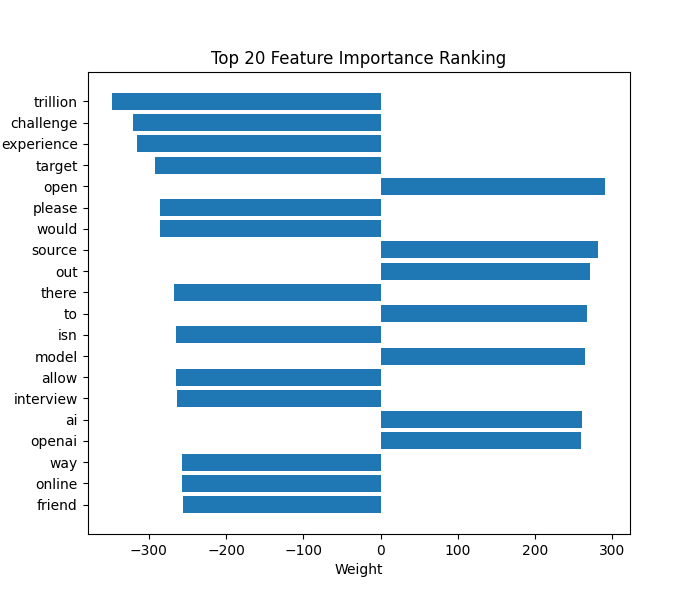 Top 20 Feature Importance Ranking
trillion
challenge
experience
target
open
please
would
source
out
there
to
isn
model
allow
interview
ai
openai
way
online
friend
−300 −200 −100 0 100 200 300
Weight